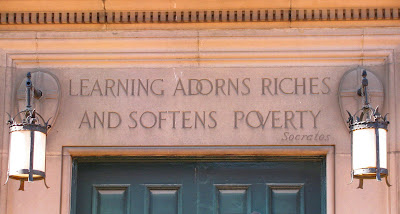 LEARNING ADORNS RICHES
AND SOFTENS POVERTY
Socrates